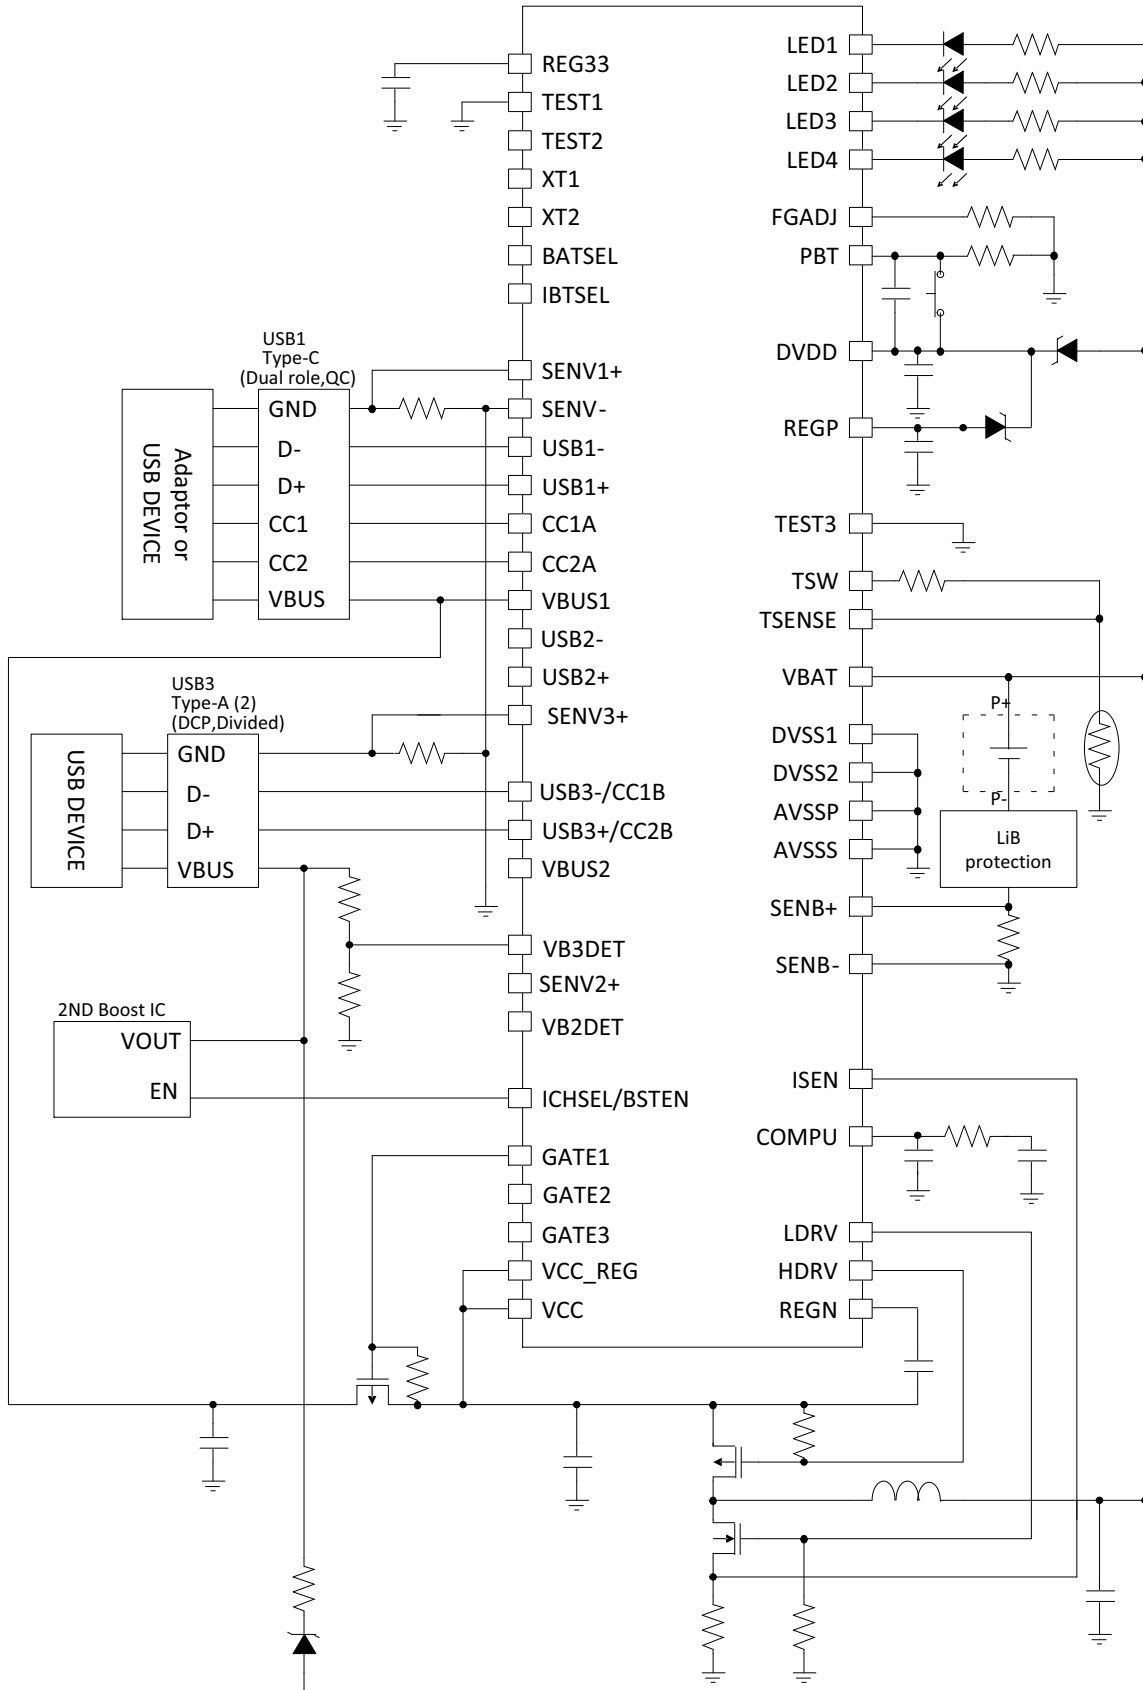 REG33
TEST1
TEST2
XT1
XT2
BATSEL
IBTSEL
USB1
Type-C
(Dual role,QC)
Adaptor or
USB DEVICE
GND
D-
D+
CC1
CC2
VBUS
SENV1+
SENV-
USB1-
USB1+
CC1A
CC2A
VBUS1
USB2-
USB2+
SENV3+
USB3
Type-A (2)
(DCP,Divided)
USB DEVICE
GND
D-
D+
VBUS
USB3-/CC1B
USB3+/CC2B
VBUS2
VB3DET
SENV2+
VB2DET
2ND Boost IC
VOUT
EN
ICHSEL/BSTEN
GATE1
GATE2
GATE3
VCC_REG
VCC
LED1
LED2
LED3
LED4
FGADJ
PBT
DVDD
REGP
TEST3
TSW
TSENSE
VBAT
P+
P-
DVSS1
DVSS2
AVSSP
AVSSS
LiB
protection
SENB+
SENB-
ISEN
COMPU
LDRV
HDRV
REGN